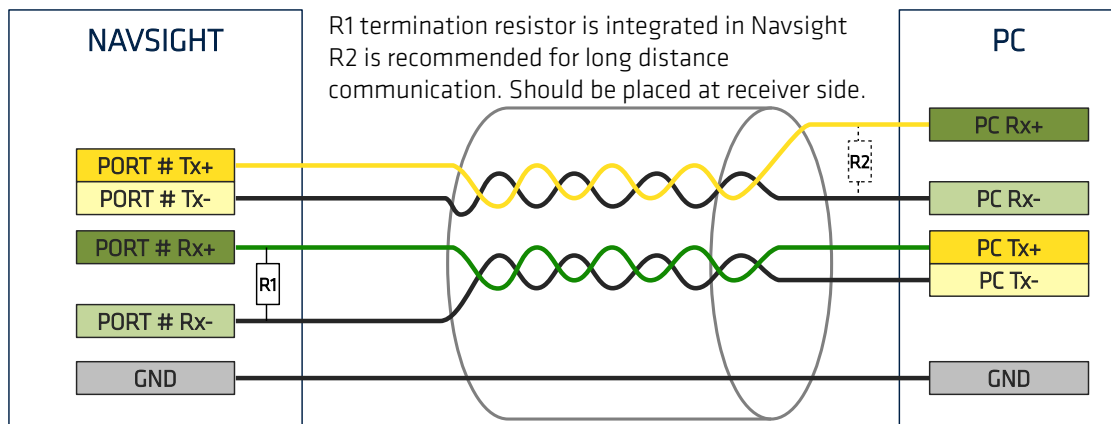 NAVSIGHT
R1 termination resistor is integrated in Navsight
R2 is recommended for long distance
communication. Should be placed at receiver side.
PC
PORT # Tx+
PORT # Tx-
PORT # Rx+
R1
PORT # Rx-
GND
R2
PC Rx+
PC Rx-
PC Tx+
PC Tx-
GND